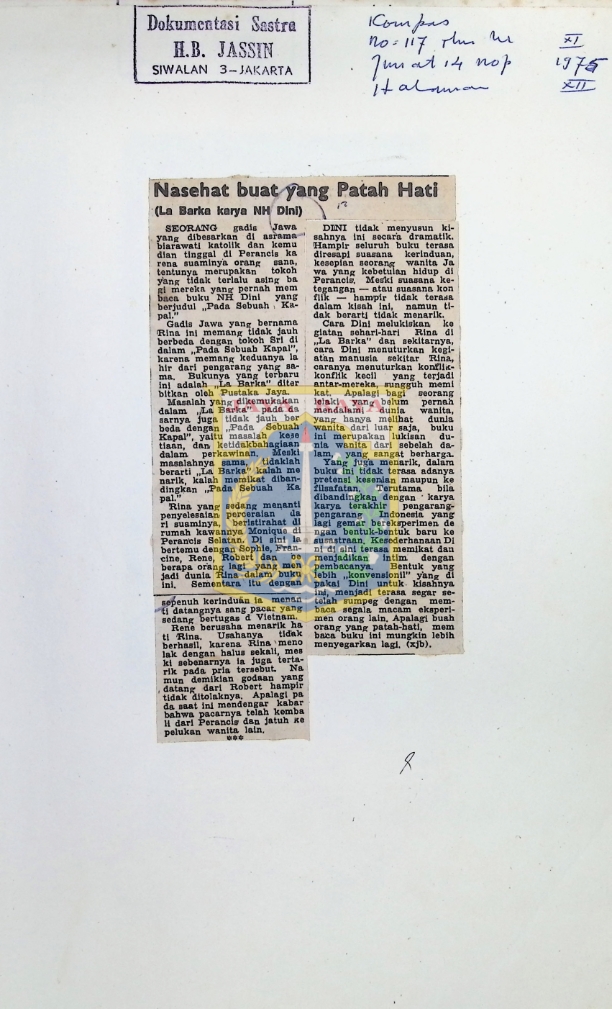 Dokumentasi Sastra
H.B. JASSIN
SIWALAN 3-JAKARTA
Kompas
no: 117 thn XI
Jumat 14 nop 1975
Halaman XII
Nasehat buat yang Patah Hati
(La Barka karya NH Dini)
SEORANG gadis Jawa
yang dibesarkan di asrama
biarawati katolik dan kemu
dian tinggal di Perancis ka
rena suaminya orang sana,
tentunya merupakan tokoh
yang tidak terlalu asing ba
gi mereka yang pernah mem
baca buku NH Dini yang
berjudul „Pada Sebuah Ka-
pal."
Gadis Jawa yang bernama
Rina ini memang tidak jauh
berbeda dengan tokoh Sri di
dalam „Pada Sebuah Kapal",
karena memang keduanya la
hir dari pengarang yang sa-
ma. Bukunya yang terbaru
ini adalah „La Barka" diter
bitkan oleh Pustaka Jaya.
Masalah yang dikemukakan
dalam „La Barka" pada da
sarnya juga tidak jauh ber
beda dengan „Pada Sebuah
Kapal", yaitu masalah kese
tiaan, dan ketidakbahagiaan
dalam perkawinan. Meski
masalahnya sama, tidaklah
berarti „La Barka" kalah me
narik, kalah memikat diban-
dingkan „Pada Sebuah Ka
pal."
Rina yang sedang menanti
penyelesaian perceraian da
ri suaminya, beristirahat di
rumah kawannya Monique di
Perancis Selatan. Di sini ia
bertemu dengan Sophie, Fran-
cine, Rene, Robert dan be
berapa orang lagi yang men
jadi dunia Rina dalam buku
ini. Sementara itu dengan
sepenuh kerinduan ia menan
ti datangnya sang pacar yang
sedang bertugas d Vietnam.
Rene berusaha menarik ha
ti Rina. Usahanya tidak
berhasil, karena Rina meno
lak dengan halus sekali, mes
ki sebenarnya ia juga terta-
rik pada pria tersebut. Na
mun demikian godaan yang
datang dari Robert hampir
tidak ditolaknya. Apalagi pa
da saat ini mendengar kabar
bahwa pacarnya telah kemba
li dari Perancis dan jatuh ke
pelukan wanita lain.
***
DINI tidak menyusun ki-
sahnya ini secara dramatik.
Hampir seluruh buku terasa
diresapi suasana kerinduan,
kesepian seorang wanita Ja
wa yang kebetulan hidup di
Perancis. Meski suasana ke-
tegangan — atau suasana kon
flik — hampir tidak terasa
dalam kisah ini, namun ti-
dak berarti tidak menarik.
Cara Dini melukiskan ke
giatan sehari-hari Rina di
„La Barka" dan sekitarnya,
cara Dini menuturkan kegi-
atan manusia sekitar Rina,
caranya menuturkan konflik-
konflik kecil yang terjadi
antar-mereka, sungguh memi
kat. Apalagi bagi seorang
lelaki yang belum pernah
mendalami dunia wanita,
yang hanya melihat dunia
wanita dari luar saja, buku
ini merupakan lukisan du-
nia wanita dari sebelah da-
lam, yang sangat berharga.
Yang juga menarik, dalam
buku ini tidak terasa adanya
pretensi kesenian maupun ke
filsafatan. Terutama bila
dibandingkan dengan karya
karya terakhir pengarang-
pengarang Indonesia yang
lagi gemar eksperimen de
ngan bentuk-bentuk baru ke
susastraan. Kesederhanaan Di
ni di sini terasa memikat dan
menjadikan intim dengan
pembacanya. Bentuk yang
lebih „konvensionil" yang di
pakai Dini untuk kisahnya
ini, menjadi terasa segar se-
telah sumpeg dengan mem-
baca segala macam eksperi-
men orang lain. Apalagi buah
orang yang patah-hati, mem
baca buku ini mungkin lebih
menyegarkan lagi. (xjb).
JAYA RAYA